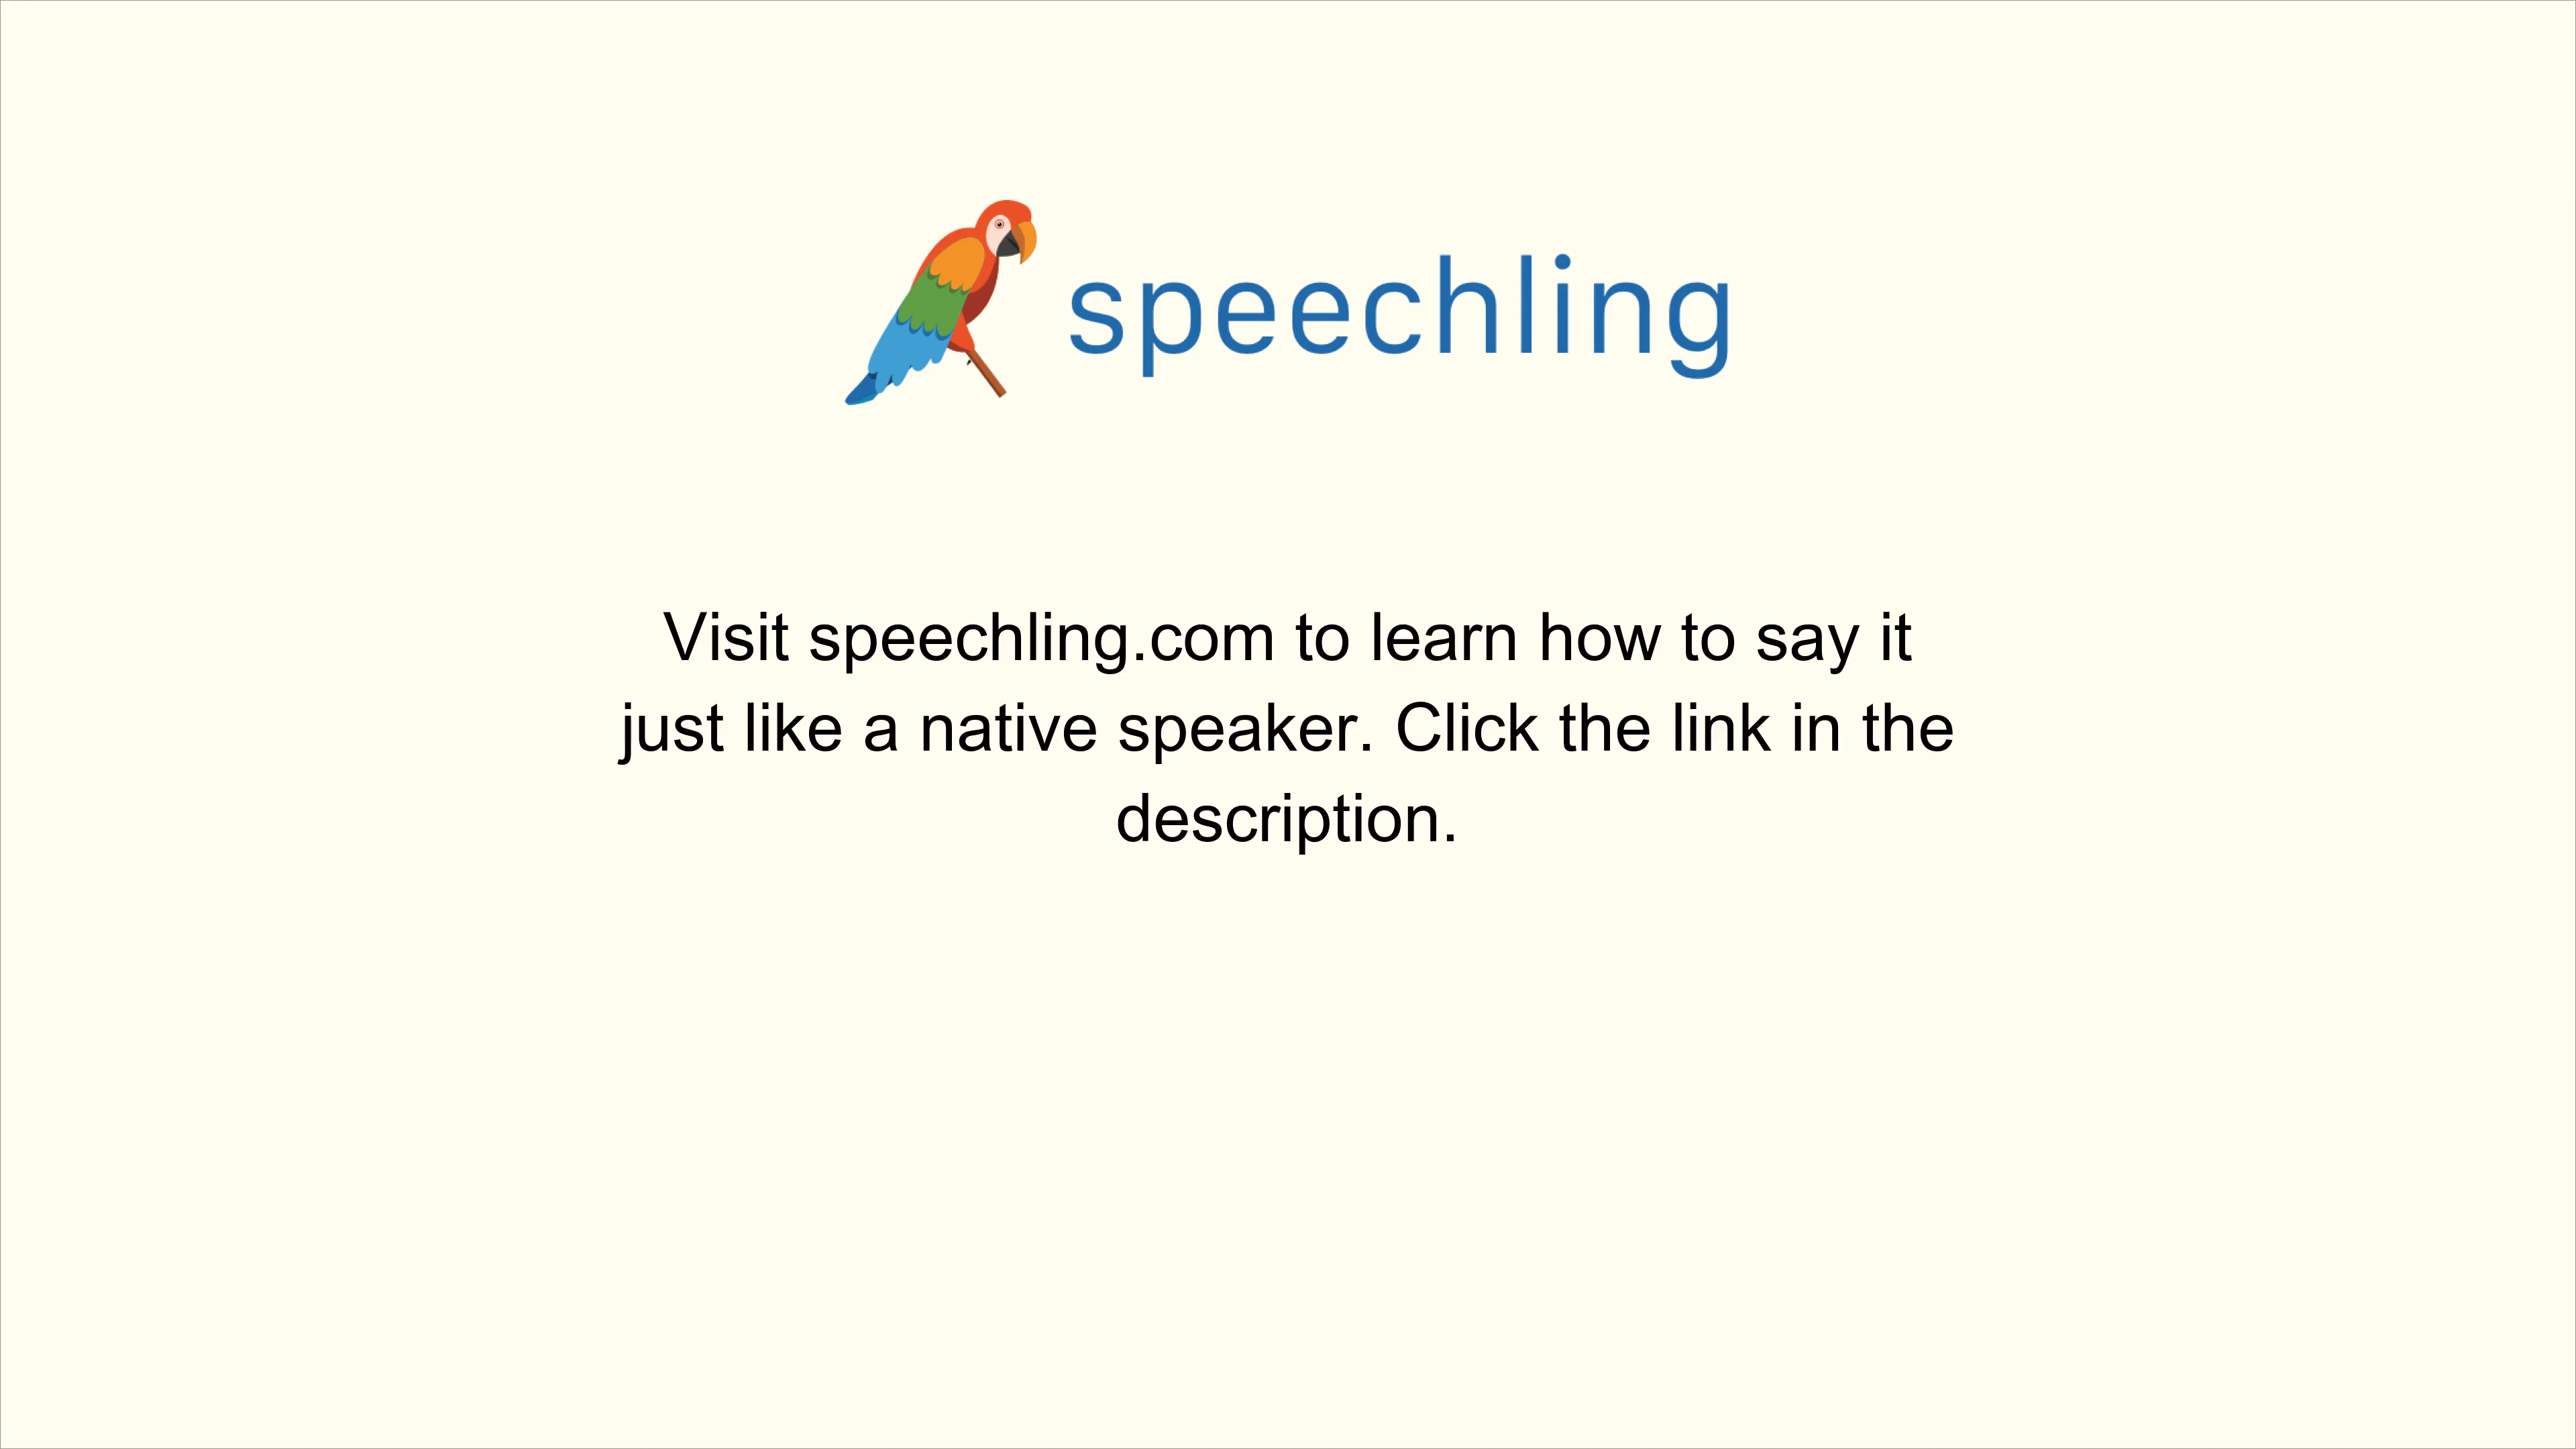 speechling
Visit speechling.com to learn how to say it
just like a native speaker. Click the link in the
description.